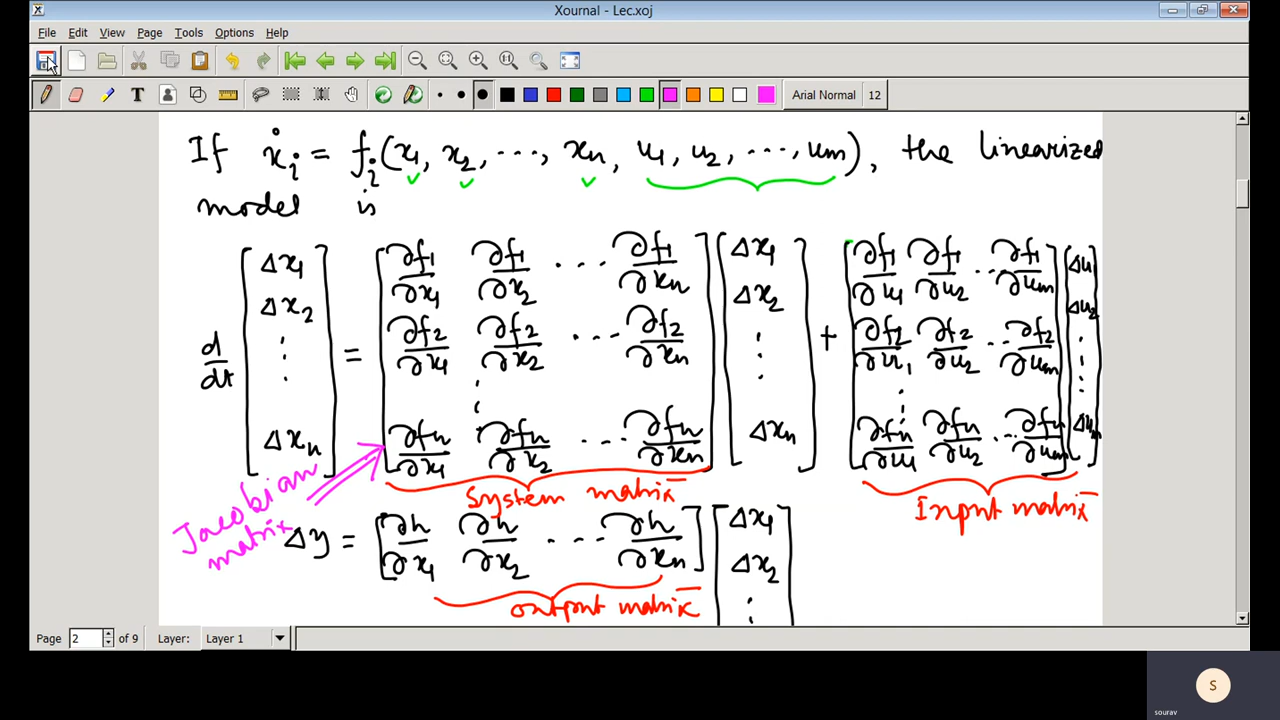 Xournal - Lec.xoj
File Edit View Page Tools Options Help
Arial Normal 12
If ẋᵢ = fᵢ(x₁, x₂, ..., xₙ, u₁, u₂, ..., uₘ), the linearized
model is
d/dt [Δx₁ Δx₂ ⋮ Δxₙ] = [∂f₁/∂x₁ ∂f₁/∂x₂ ... ∂f₁/∂xₙ ∂f₂/∂x₁ ∂f₂/∂x₂ ... ∂f₂/∂xₙ ⋮ ∂fₙ/∂x₁ ∂fₙ/∂x₂ ... ∂fₙ/∂xₙ] [Δx₁ Δx₂ ⋮ Δxₙ] + [∂f₁/∂u₁ ∂f₁/∂u₂ ... ∂f₁/∂uₘ ∂f₂/∂u₁ ∂f₂/∂u₂ ... ∂f₂/∂uₘ ⋮ ∂fₙ/∂u₁ ∂fₙ/∂u₂ ... ∂fₙ/∂uₘ] [Δu₁ Δu₂ ⋮ Δuₘ]
Jacobian
matrix
System matrix
Input matrix
Δy = [∂h/∂x₁ ∂h/∂x₂ ... ∂h/∂xₙ] [Δx₁ Δx₂ ⋮
output matrix
Page 2 of 9 Layer: Layer 1
S
sourav